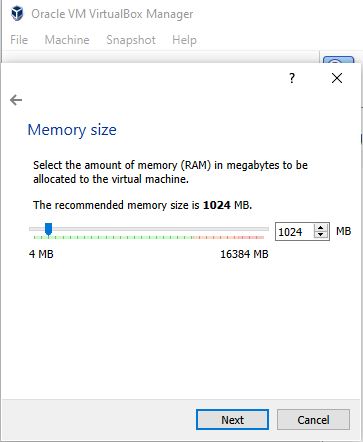 Oracle VM VirtualBox Manager
File Machine Snapshot Help
?
Memory size
Select the amount of memory (RAM) in megabytes to be
allocated to the virtual machine.
The recommended memory size is 1024 MB.
1024 MB
4 MB 16384 MB
Next Cancel